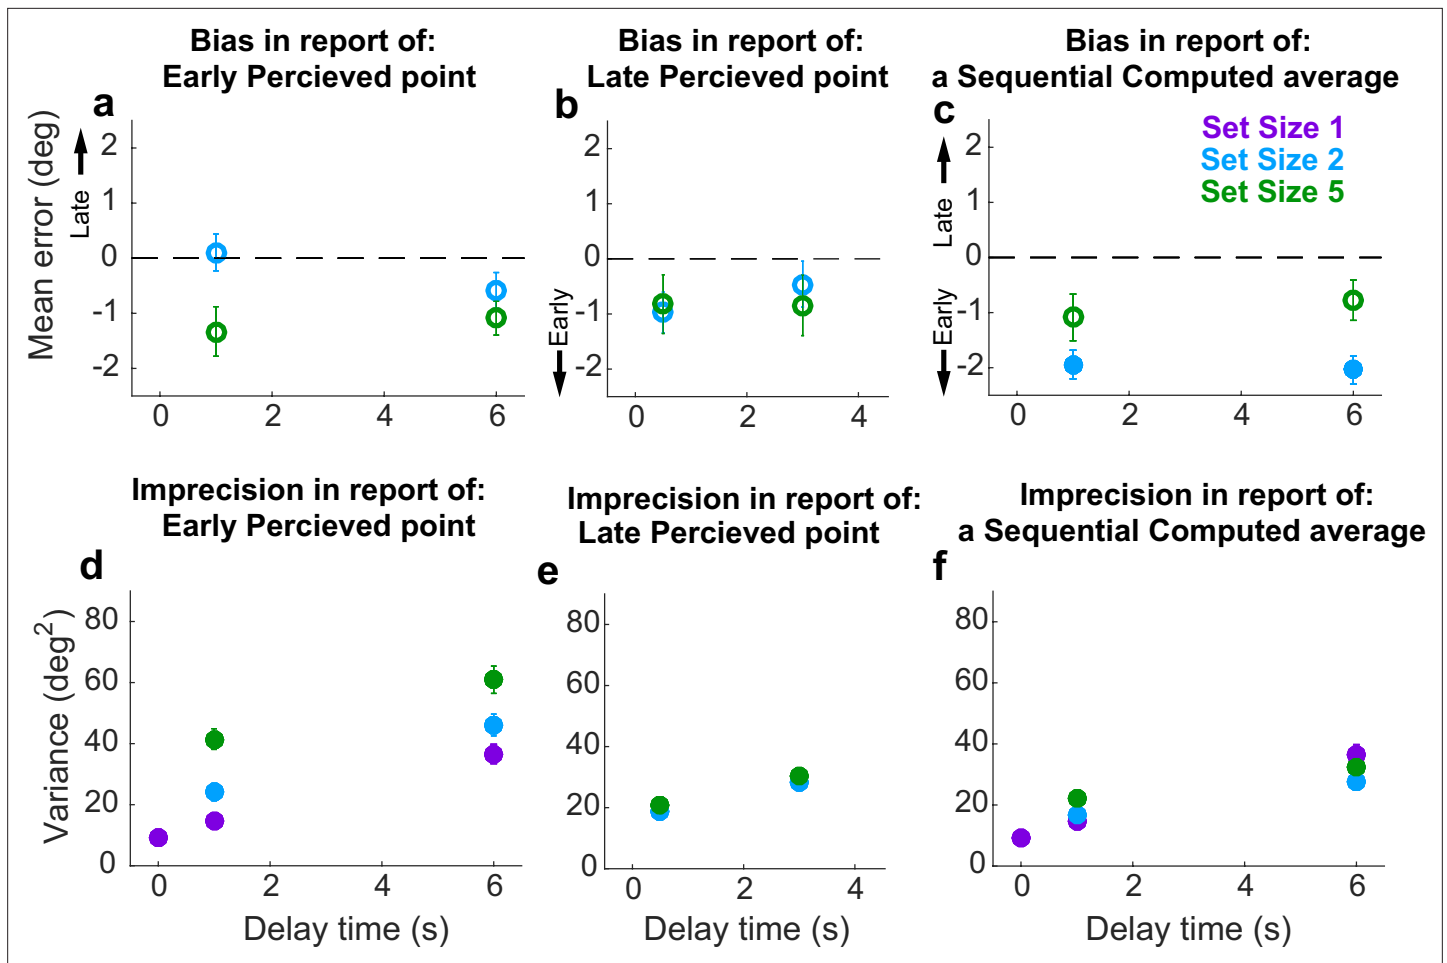 Bias in report of:
Early Percieved point
Bias in report of:
Late Percieved point
Bias in report of:
a Sequential Computed average
a
b
c
Mean error (deg)
Late
2
1
0
-1
-2
0
2
4
6
Early
2
1
0
-1
-2
0
2
4
Late
Early
2
1
0
-1
-2
0
2
4
6
Set Size 1
Set Size 2
Set Size 5
Imprecision in report of:
Early Percieved point
Imprecision in report of:
Late Percieved point
Imprecision in report of:
a Sequential Computed average
d
e
f
Variance (deg²)
80
60
40
20
0
0
2
4
6
Delay time (s)
80
60
40
20
0
0
2
4
Delay time (s)
80
60
40
20
0
0
2
4
6
Delay time (s)